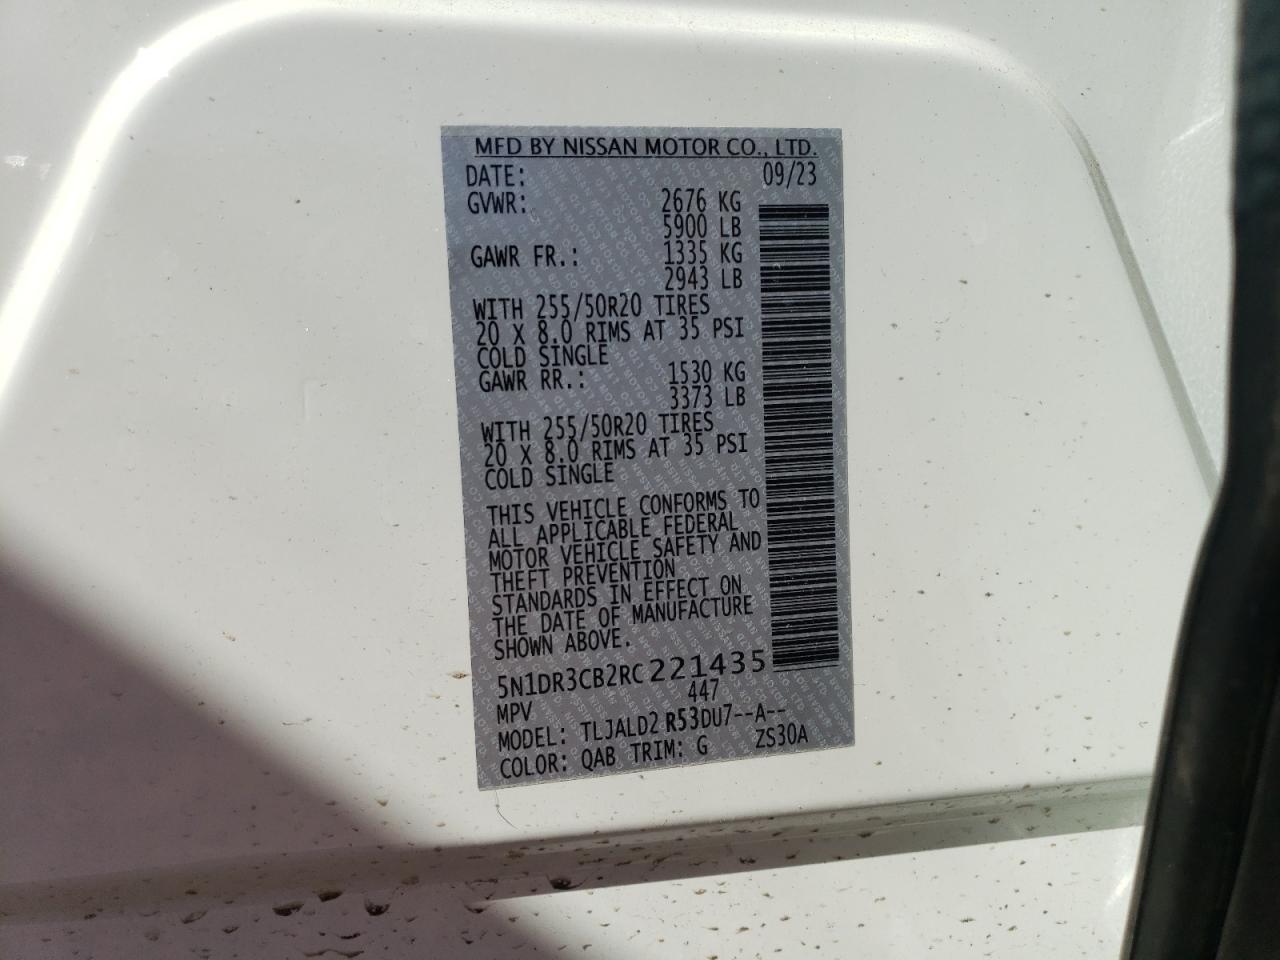 MFD BY NISSAN MOTOR CO., LTD.
DATE: 09/23
GVWR: 2676 KG
5900 LB
GAWR FR.: 1335 KG
2943 LB
WITH 255/50R20 TIRES
20 X 8.0 RIMS AT 35 PSI
COLD SINGLE
GAWR RR.: 1530 KG
3373 LB
WITH 255/50R20 TIRES
20 X 8.0 RIMS AT 35 PSI
COLD SINGLE
THIS VEHICLE CONFORMS TO
ALL APPLICABLE FEDERAL
MOTOR VEHICLE SAFETY AND
THEFT PREVENTION
STANDARDS IN EFFECT ON
THE DATE OF MANUFACTURE
SHOWN ABOVE.
5N1DR3CB2RC221435
MPV 447
MODEL: TLJALD2 R53DU7--A--
COLOR: QAB TRIM: G ZS30A